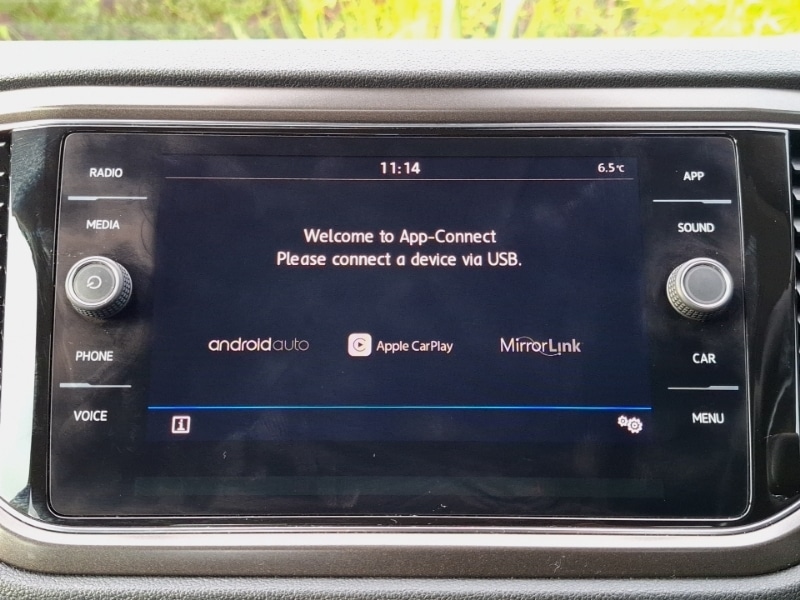 RADIO
MEDIA
PHONE
VOICE
11:14
6.5°C
Welcome to App-Connect
Please connect a device via USB.
androidauto
Apple CarPlay
MirrorLink
i
APP
SOUND
CAR
MENU